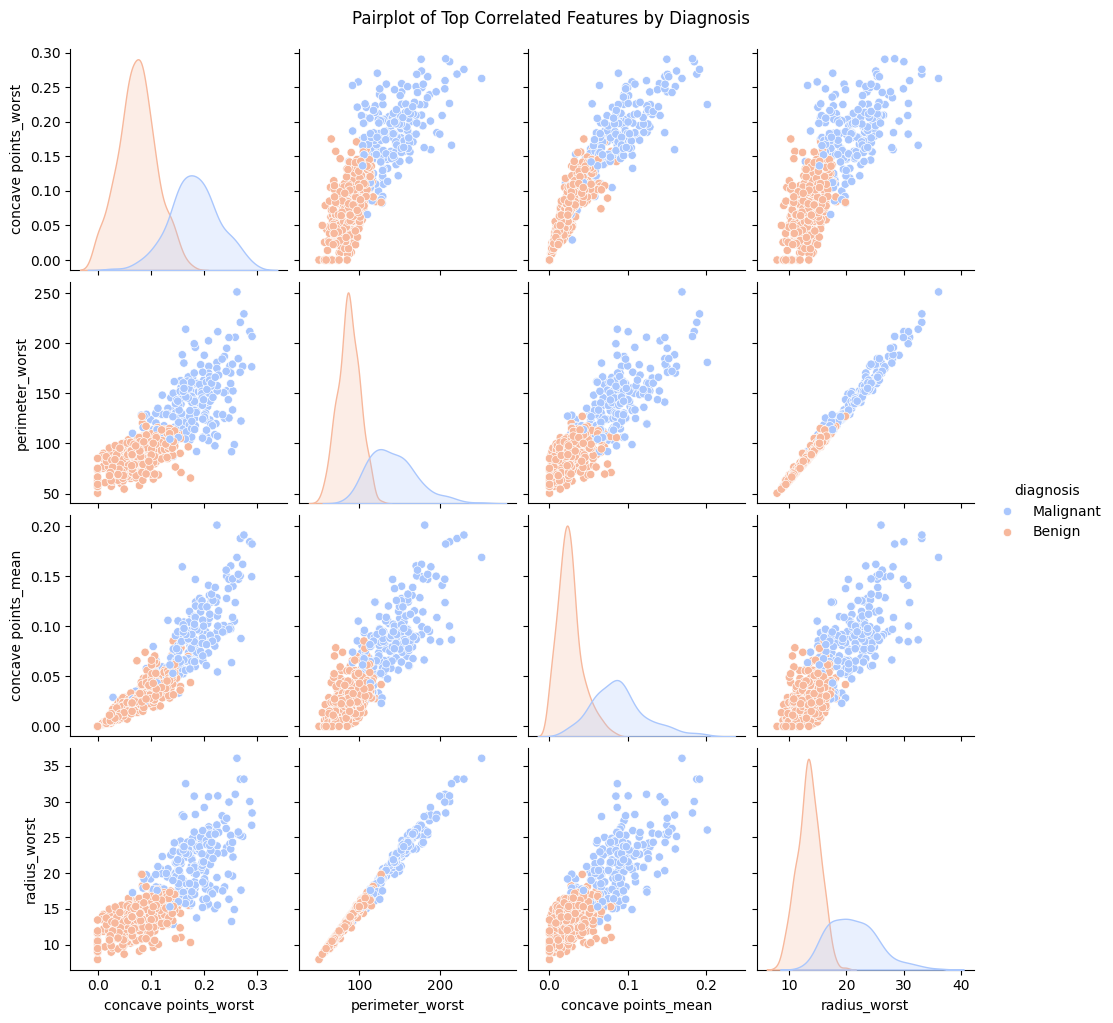 Pairplot of Top Correlated Features by Diagnosis
concave points_worst
0.30
0.25
0.20
0.15
0.10
0.05
0.00
perimeter_worst
250
200
150
100
50
diagnosis
Malignant
Benign
concave points_mean
0.20
0.15
0.10
0.05
0.00
radius_worst
35
30
25
20
15
10
0.0 0.1 0.2 0.3
100 200
0.0 0.1 0.2
10 20 30 40
concave points_worst
perimeter_worst
concave points_mean
radius_worst